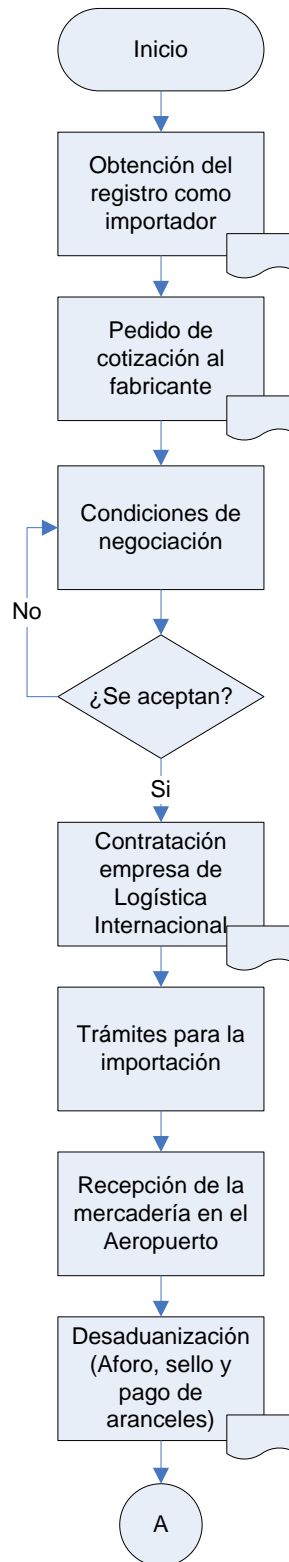 Inicio
Obtención del
registro como
importador
Pedido de
cotización al
fabricante
Condiciones de
negociación
No
¿Se aceptan?
Si
Contratación
empresa de
Logística
Internacional
Trámites para la
importación
Recepción de la
mercadería en el
Aeropuerto
Desaduanización
(Aforo, sello y
pago de
aranceles)
A